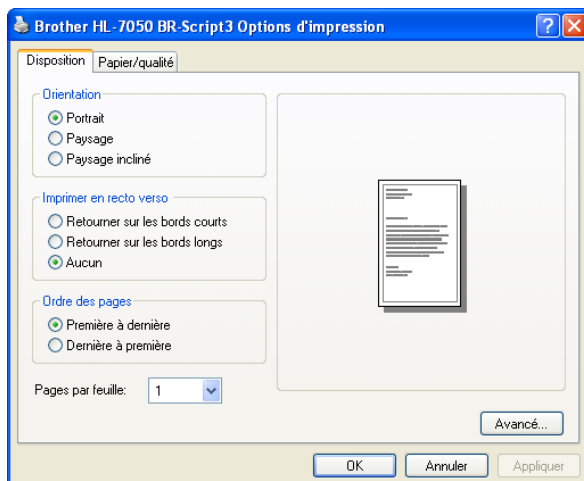 Brother HL-7050 BR-Script3 Options d'impression
Disposition
Papier/qualité
Orientation
Portrait
Paysage
Paysage incliné
Imprimer en recto verso
Retourner sur les bords courts
Retourner sur les bords longs
Aucun
Ordre des pages
Première à dernière
Dernière à première
Pages par feuille:
1
Avancé...
OK
Annuler
Appliquer